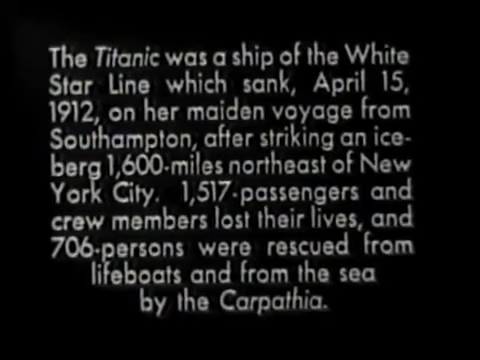 The Titanic was a ship of the White
Star Line which sank, April 15,
1912, on her maiden voyage from
Southampton, after striking an ice-
berg 1,600-miles northeast of New
York City. 1,517-passengers and
crew members lost their lives, and
706-persons were rescued from
lifeboats and from the sea
by the Carpathia.